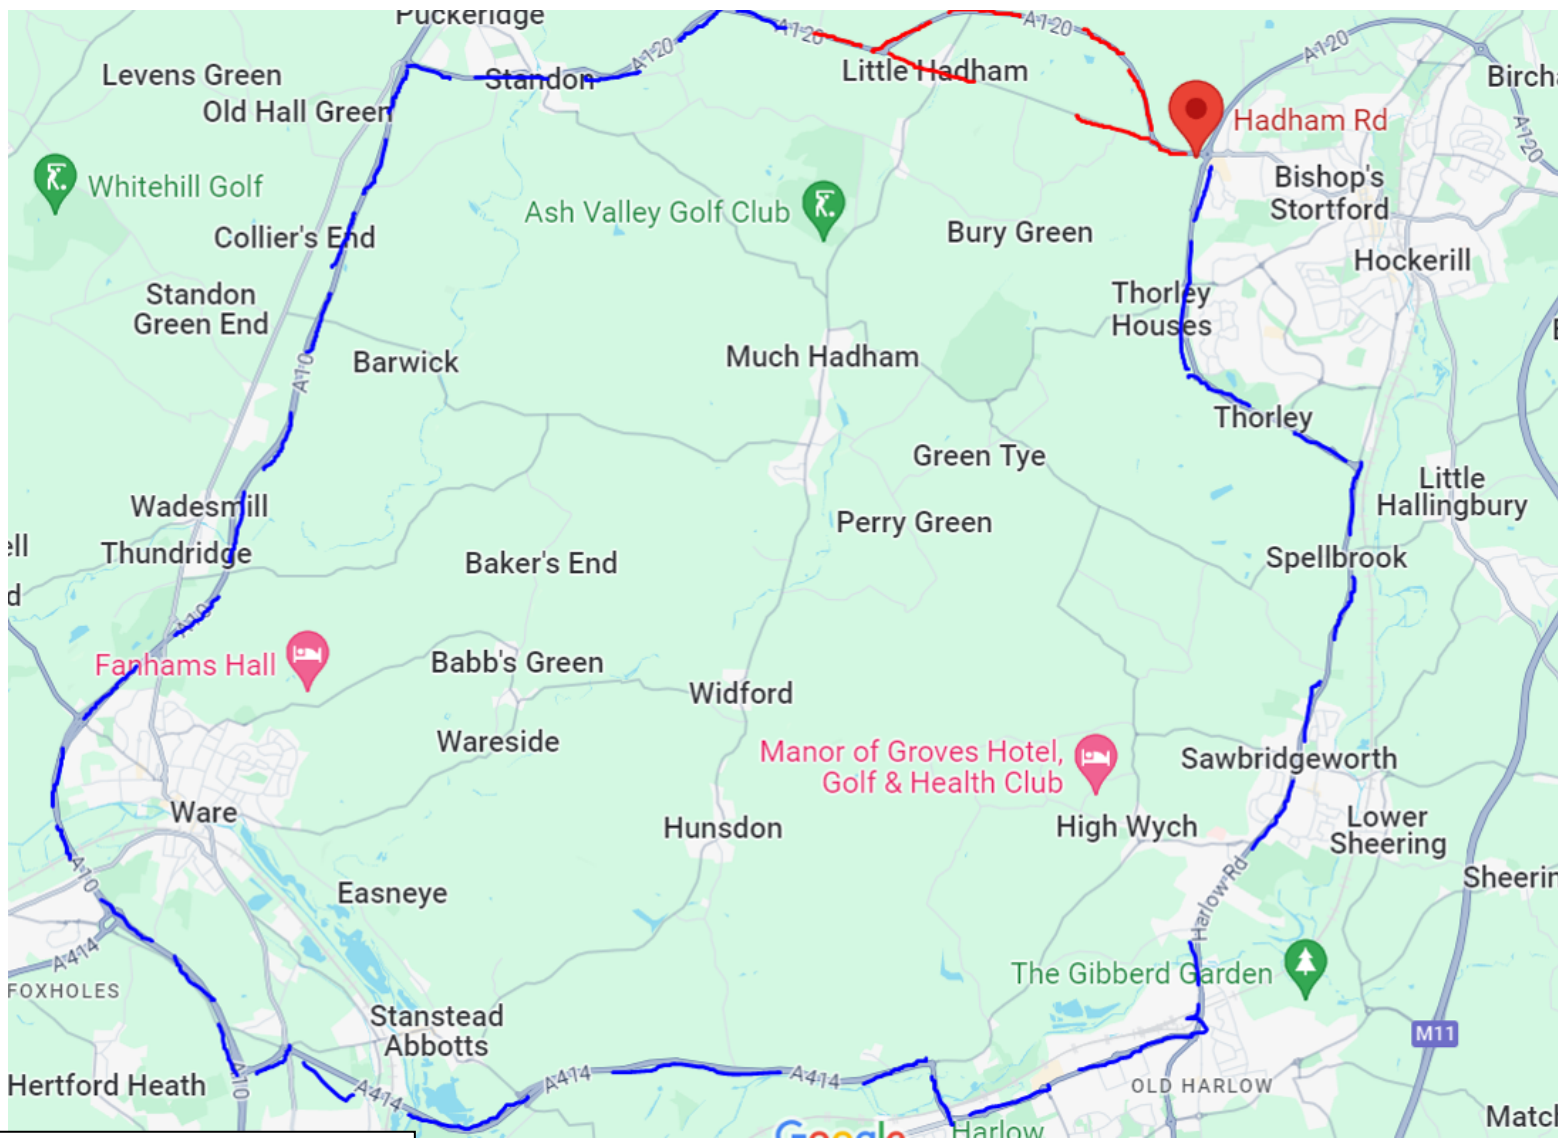 Puckeridge
A120
A120
A120
A120
Levens Green
Standon
Little Hadham
Birch
Old Hall Green
Hadham Rd
A120
Whitehill Golf
Ash Valley Golf Club
Bishop's
Stortford
Collier's End
Bury Green
Hockerill
Standon
Green End
Thorley
Houses
A10
Barwick
Much Hadham
Thorley
Green Tye
Little
Hallingbury
Wadesmill
Perry Green
Thundridge
ell
Baker's End
Spellbrook
d
A10
Fanhams Hall
Babb's Green
Widford
Wareside
Manor of Groves Hotel,
Golf & Health Club
Sawbridgeworth
Ware
Hunsdon
High Wych
Lower
Sheering
A10
Easneye
Harlow Rd
Sheerin
A414
The Gibberd Garden
FOXHOLES
Stanstead
Abbotts
M11
Hertford Heath
A10
A414
A414
A414
OLD HARLOW
Google
Harlow
Matc